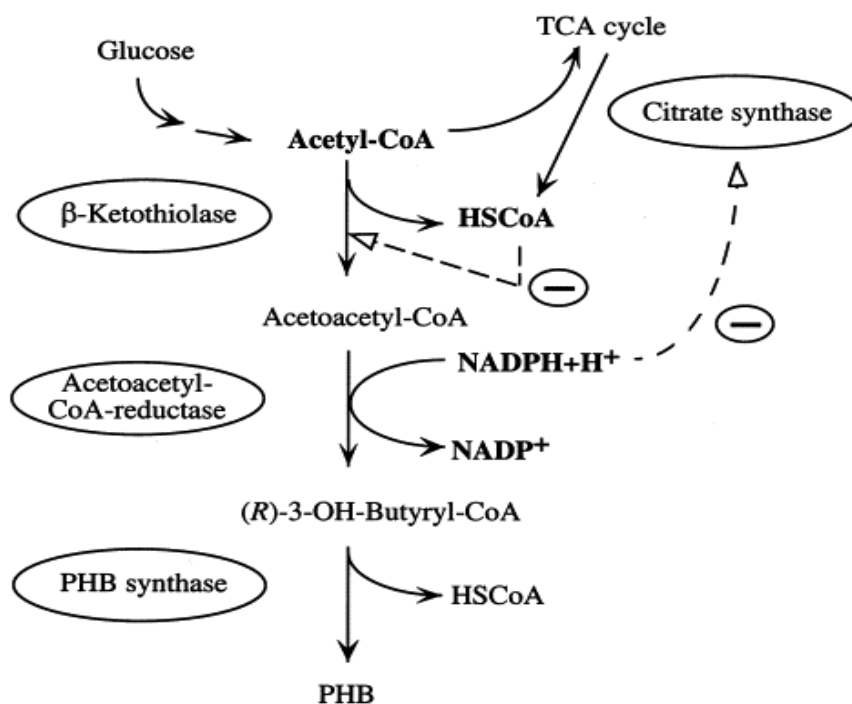 TCA cycle
Glucose
Citrate synthase
Acetyl-CoA
β-Ketothiolase
HSCoA
−
Acetoacetyl-CoA
−
NADPH+H⁺
Acetoacetyl-
CoA-reductase
NADP⁺
(R)-3-OH-Butyryl-CoA
PHB synthase
HSCoA
PHB